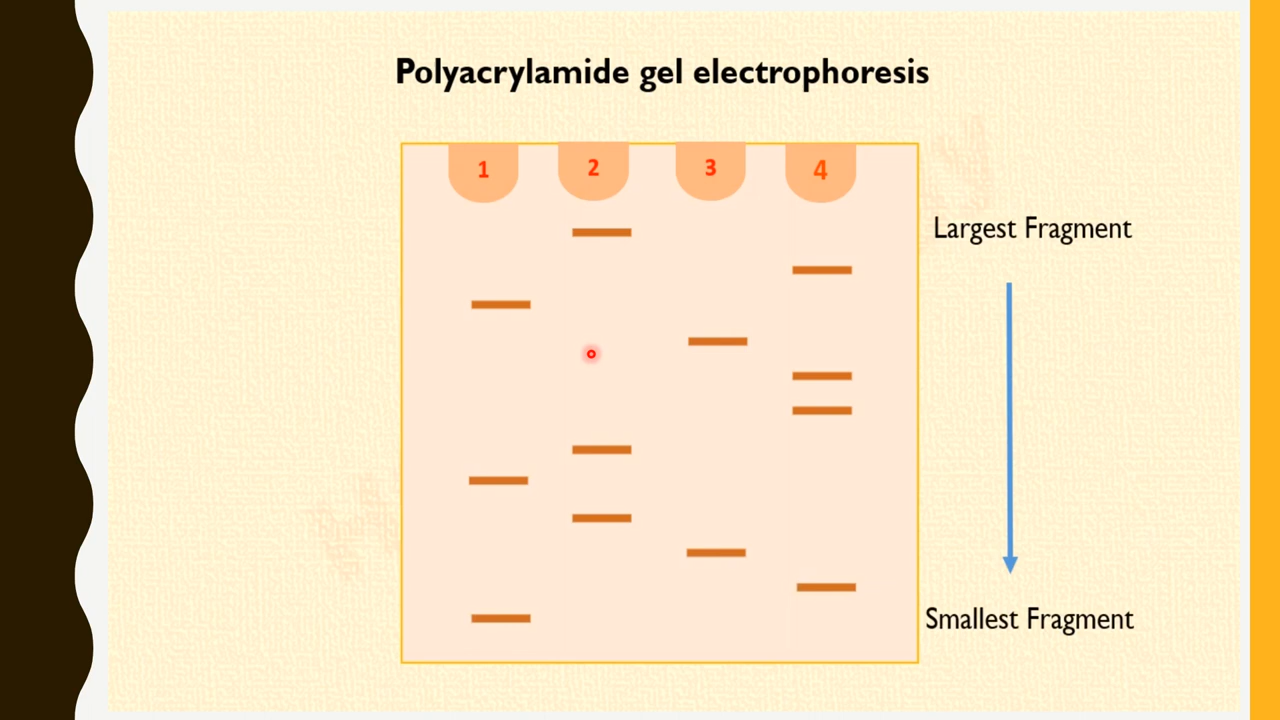 Polyacrylamide gel electrophoresis
1 2 3 4
Largest Fragment
Smallest Fragment